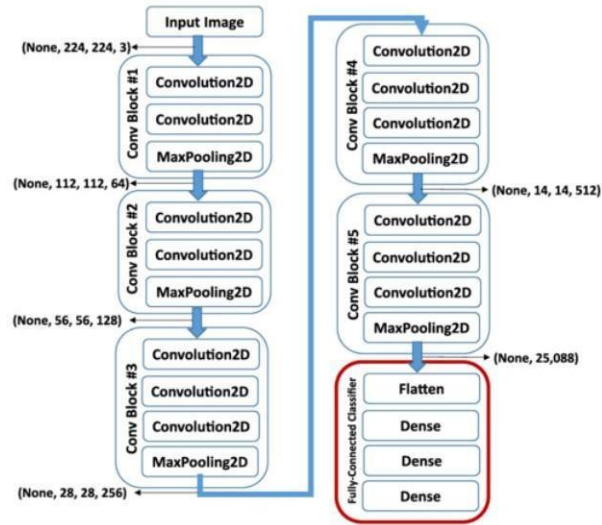 Input Image
(None, 224, 224, 3)
Conv Block #1
Convolution2D
Convolution2D
MaxPooling2D
(None, 112, 112, 64)
Conv Block #2
Convolution2D
Convolution2D
MaxPooling2D
(None, 56, 56, 128)
Conv Block #3
Convolution2D
Convolution2D
Convolution2D
MaxPooling2D
(None, 28, 28, 256)
Conv Block #4
Convolution2D
Convolution2D
Convolution2D
MaxPooling2D
(None, 14, 14, 512)
Conv Block #5
Convolution2D
Convolution2D
Convolution2D
MaxPooling2D
(None, 25,088)
Fully-Connected Classifier
Flatten
Dense
Dense
Dense